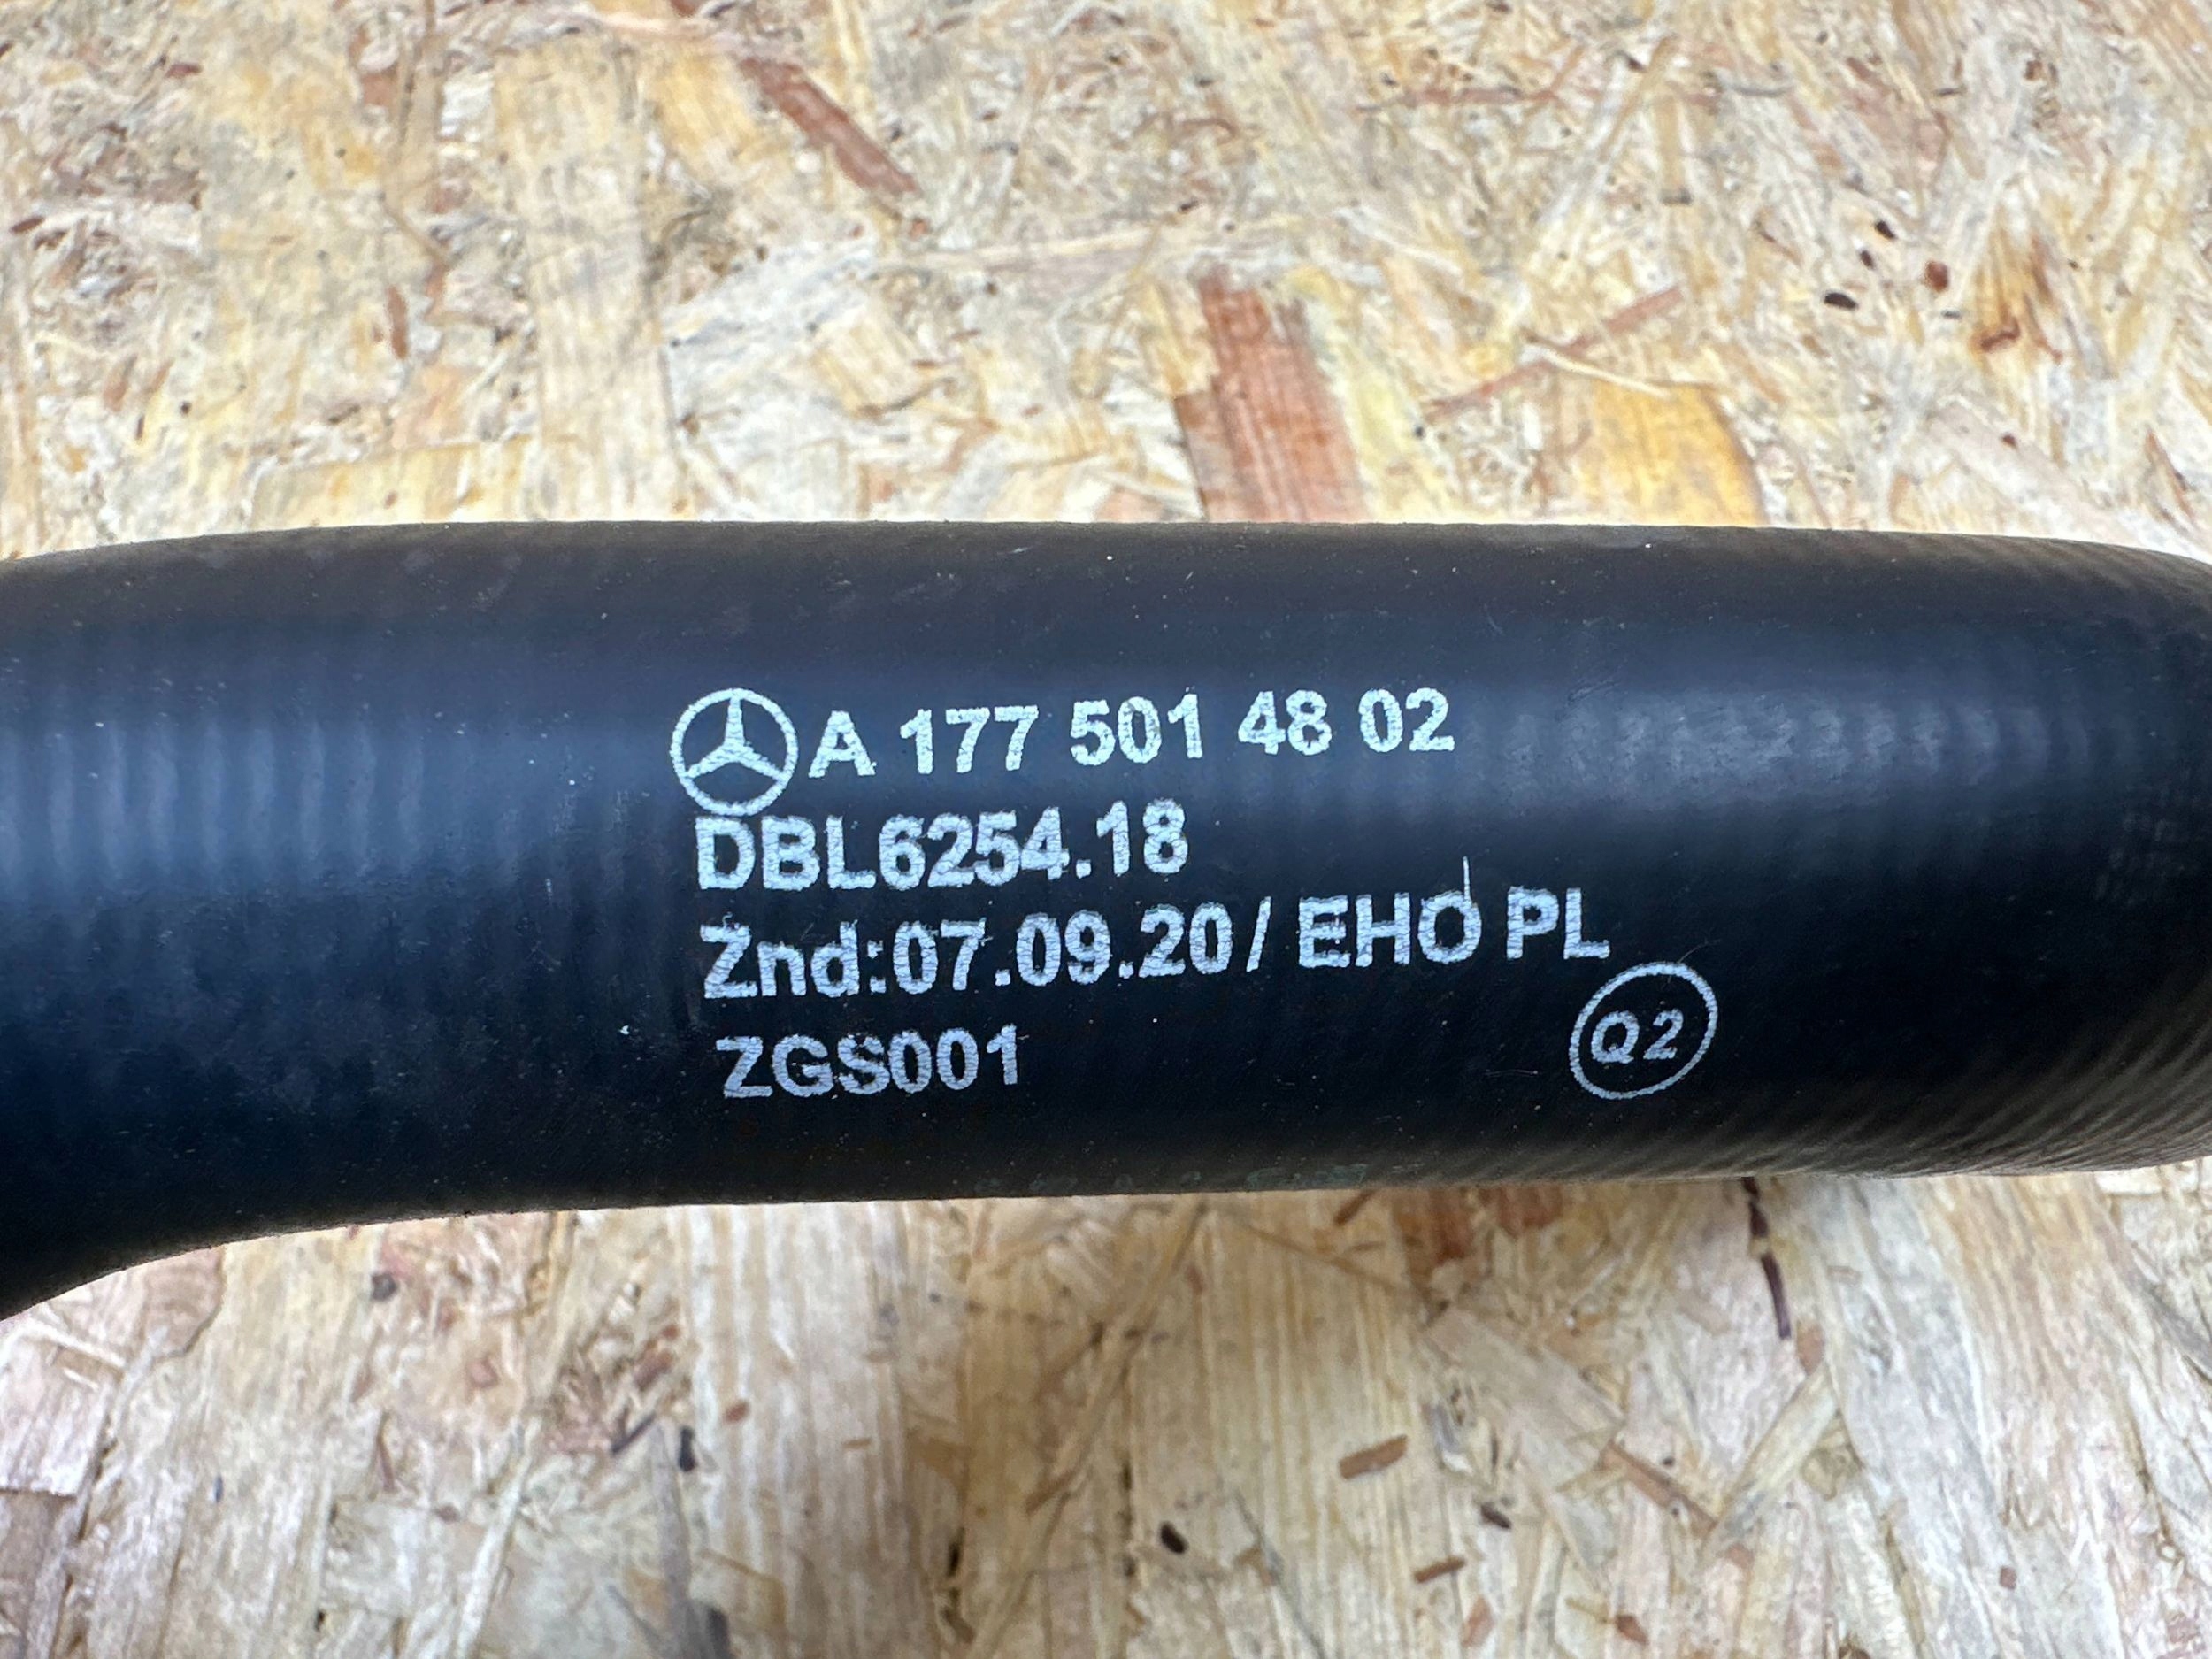 A 177 501 48 02
DBL6254.18
Znd:07.09.20/ EHO PL
ZGS001
Q2